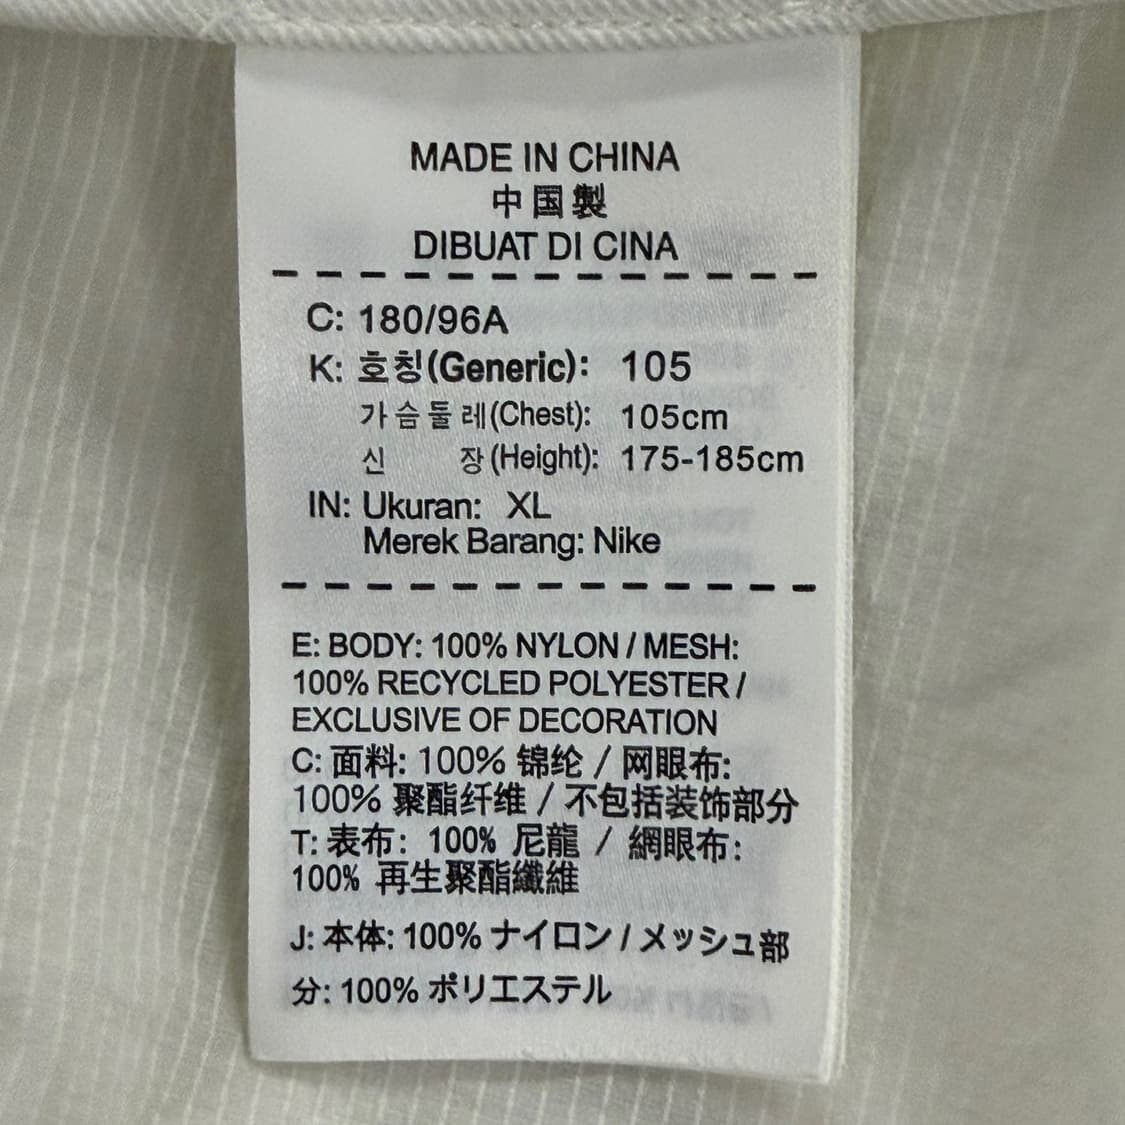 MADE IN CHINA
中国製
DIBUAT DI CINA
C: 180/96A
K: 호칭(Generic): 105
가슴둘레(Chest): 105cm
신 장(Height): 175-185cm
IN: Ukuran: XL
Merek Barang: Nike
E: BODY: 100% NYLON / MESH:
100% RECYCLED POLYESTER /
EXCLUSIVE OF DECORATION
C: 面料: 100% 锦纶 / 网眼布:
100% 聚酯纤维 / 不包括装饰部分
T: 表布: 100% 尼龍 / 網眼布:
100% 再生聚酯纖維
J: 本体: 100% ナイロン / メッシュ部
分: 100% ポリエステル